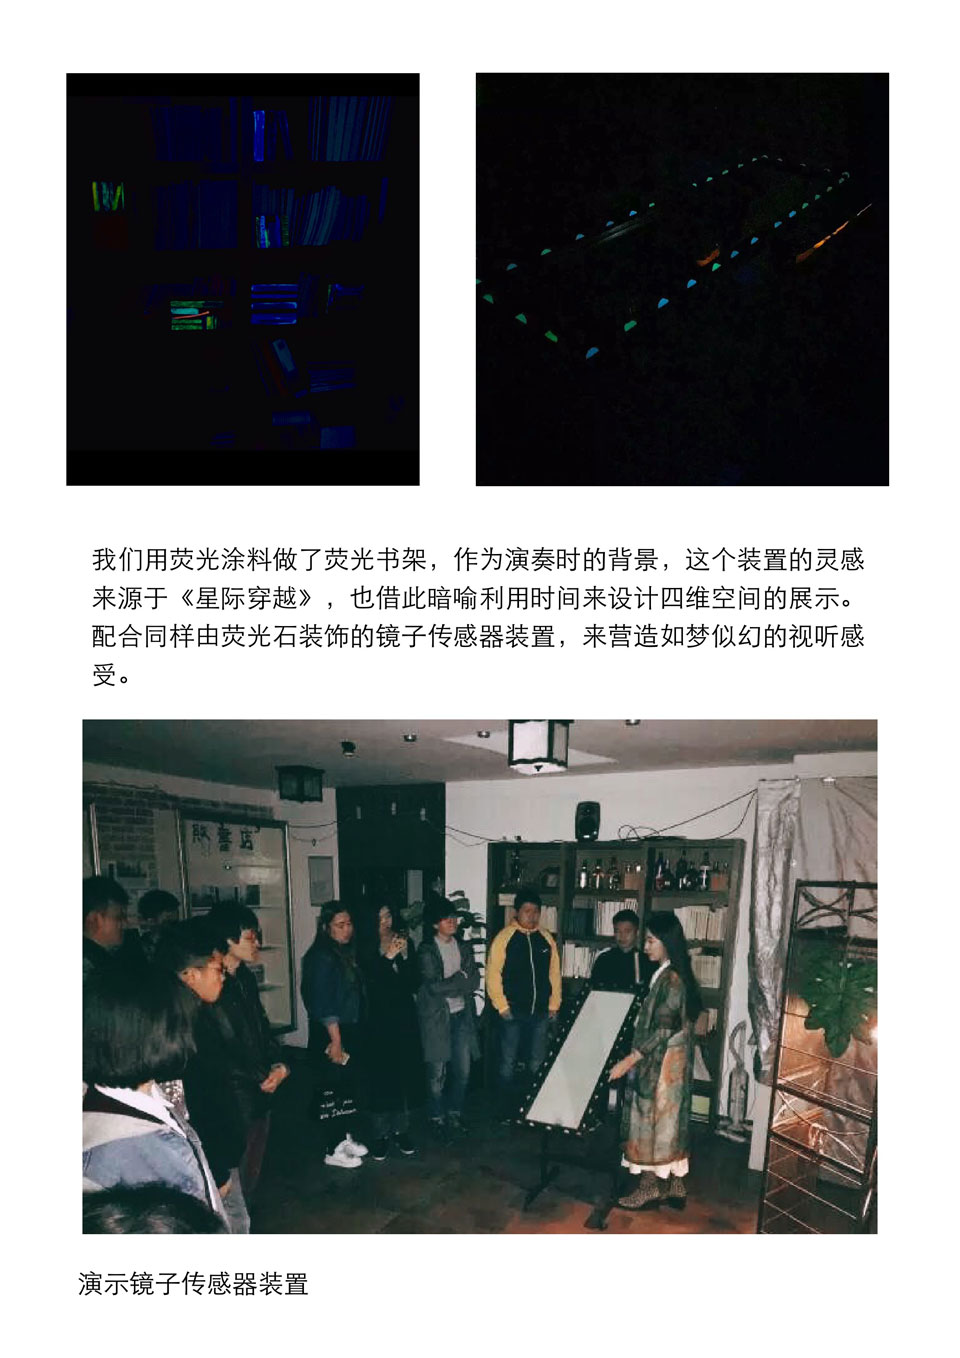 我们用荧光涂料做了荧光书架，作为演奏时的背景，这个装置的灵感
来源于《星际穿越》，也借此暗喻利用时间来设计四维空间的展示。
配合同样由荧光石装饰的镜子传感器装置，来营造如梦似幻的视听感
受。
書店
演示镜子传感器装置